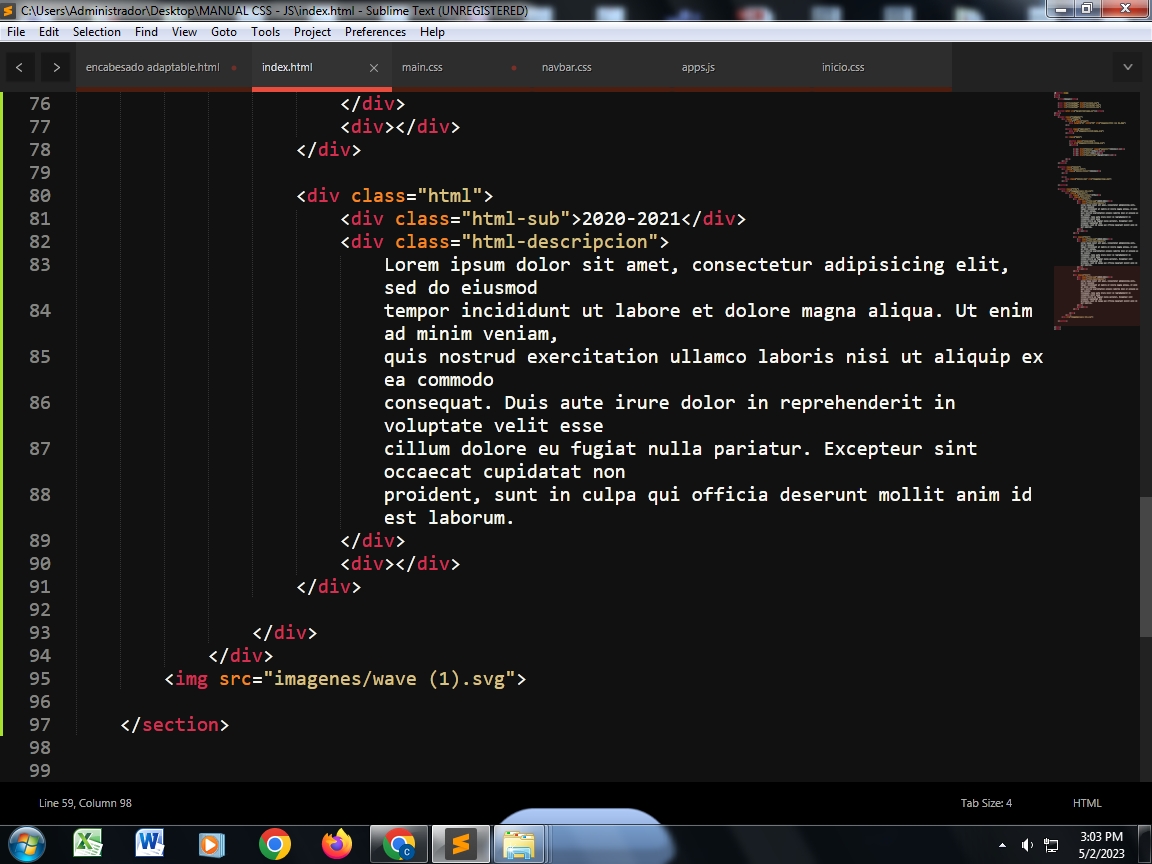 C:\Users\Administrador\Desktop\MANUAL CSS - JS\index.html - Sublime Text (UNREGISTERED)
File Edit Selection Find View Goto Tools Project Preferences Help
encabesado adaptable.html index.html main.css navbar.css apps.js inicio.css
76 </div>
77 <div></div>
78 </div>
79
80 <div class="html">
81 <div class="html-sub">2020-2021</div>
82 <div class="html-descripcion">
83 Lorem ipsum dolor sit amet, consectetur adipisicing elit,
sed do eiusmod
84 tempor incididunt ut labore et dolore magna aliqua. Ut enim
ad minim veniam,
85 quis nostrud exercitation ullamco laboris nisi ut aliquip ex
ea commodo
86 consequat. Duis aute irure dolor in reprehenderit in
voluptate velit esse
87 cillum dolore eu fugiat nulla pariatur. Excepteur sint
occaecat cupidatat non
88 proident, sunt in culpa qui officia deserunt mollit anim id
est laborum.
89 </div>
90 <div></div>
91 </div>
92
93 </div>
94 </div>
95 <img src="imagenes/wave (1).svg">
96
97 </section>
98
99
Line 59, Column 98 Tab Size: 4 HTML
3:03 PM
5/2/2023